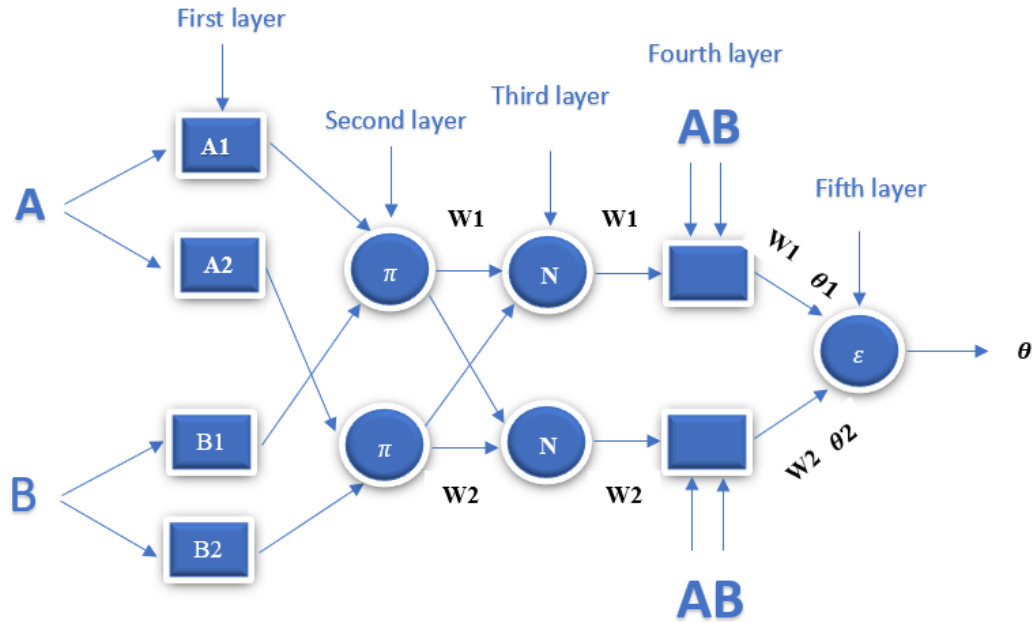 First layer
Second layer
Third layer
Fourth layer
Fifth layer
A
B
A1
A2
B1
B2
π
π
W1
W2
N
N
W1
W2
AB
AB
W1 θ1
W2 θ2
ε
θ